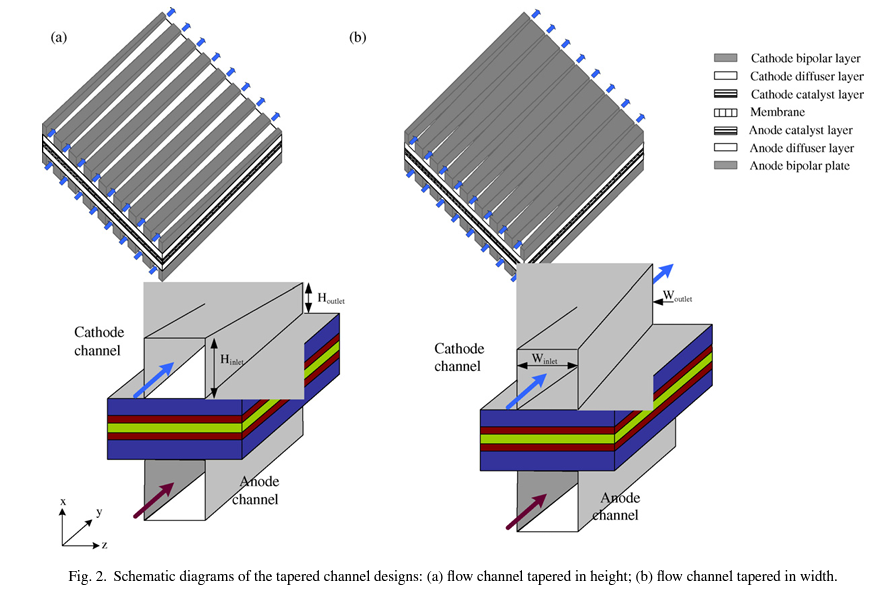 (a)
(b)
Cathode bipolar layer
Cathode diffuser layer
Cathode catalyst layer
Membrane
Anode catalyst layer
Anode diffuser layer
Anode bipolar plate
Cathode
channel
Houtlet
Hinlet
Anode
channel
x
y
z
Cathode
channel
Woutlet
Winlet
Anode
channel
Fig. 2. Schematic diagrams of the tapered channel designs: (a) flow channel tapered in height; (b) flow channel tapered in width.